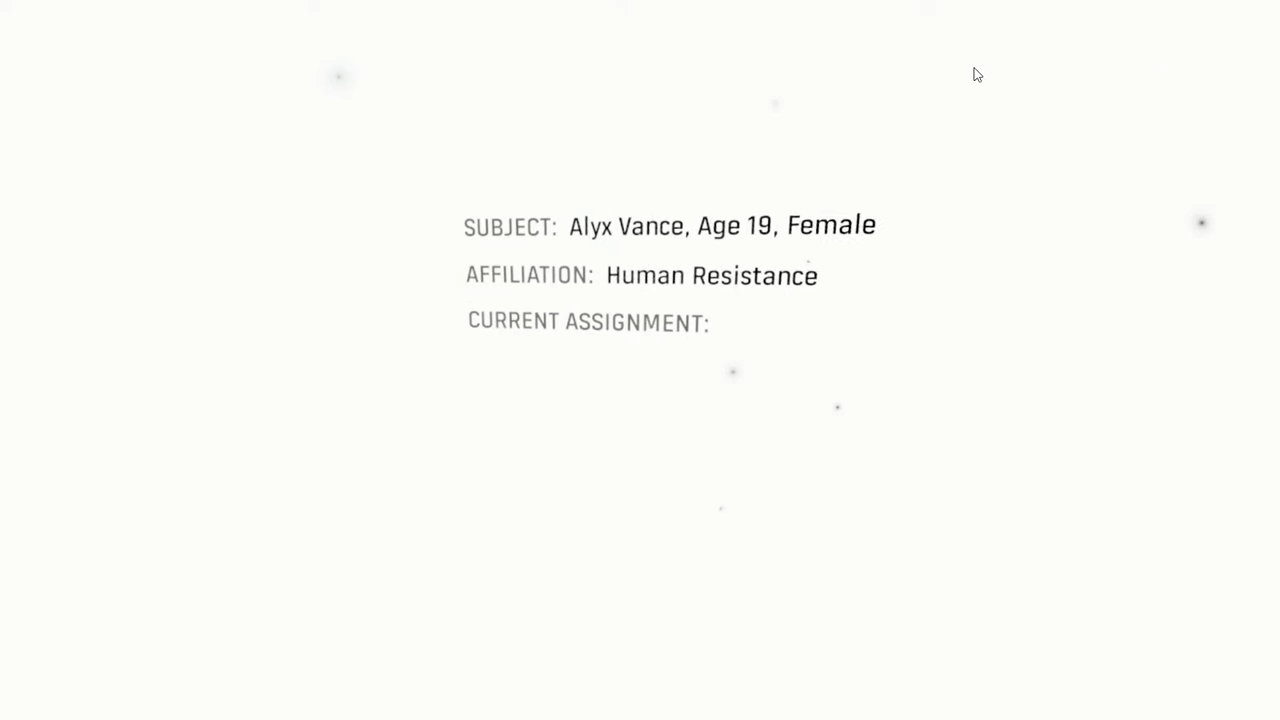 SUBJECT: Alyx Vance, Age 19, Female
AFFILIATION: Human Resistance
CURRENT ASSIGNMENT: